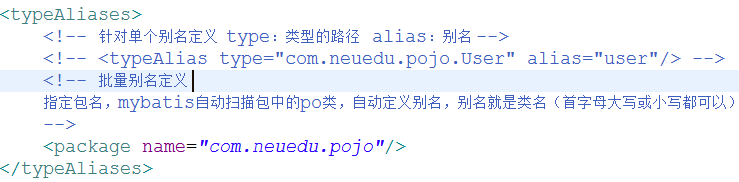 <typeAliases>
<!-- 针对单个别名定义 type：类型的路径 alias：别名 -->
<!-- <typeAlias type="com.neuedu.pojo.User" alias="user"/> -->
<!-- 批量别名定义
指定包名，mybatis自动扫描包中的po类，自动定义别名，别名就是类名（首字母大写或小写都可以）
-->
<package name="com.neuedu.pojo"/>
</typeAliases>